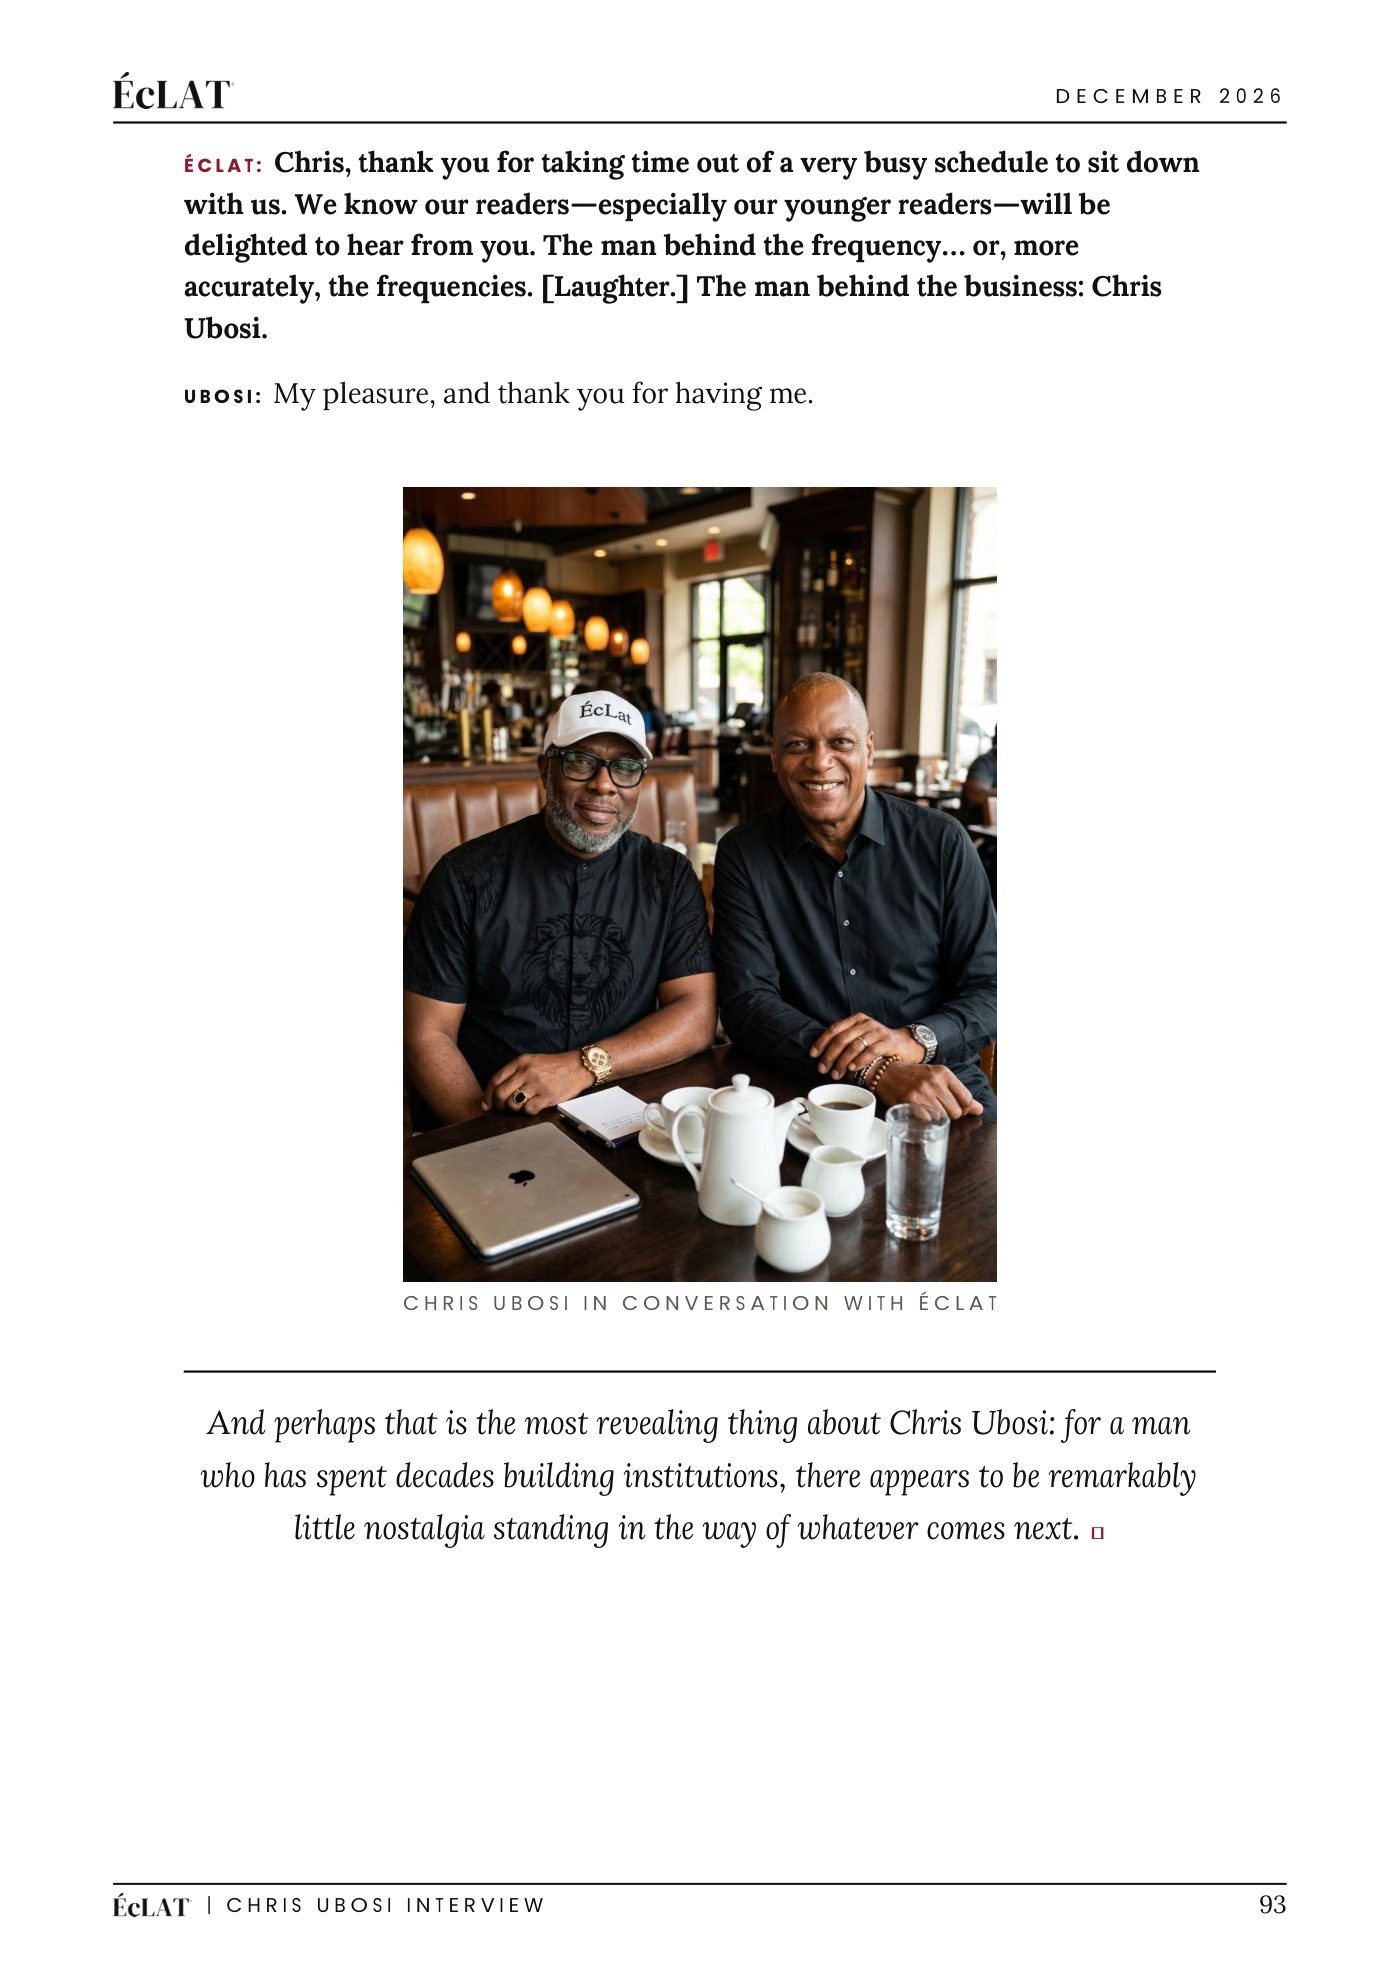 ÉcLAT
DECEMBER 2026
ÉCLAT: Chris, thank you for taking time out of a very busy schedule to sit down
with us. We know our readers—especially our younger readers—will be
delighted to hear from you. The man behind the frequency… or, more
accurately, the frequencies. [Laughter.] The man behind the business: Chris
Ubosi.
UBOSI: My pleasure, and thank you for having me.
ÉcLat
CHRIS UBOSI IN CONVERSATION WITH ÉCLAT
And perhaps that is the most revealing thing about Chris Ubosi: for a man
who has spent decades building institutions, there appears to be remarkably
little nostalgia standing in the way of whatever comes next.
ÉcLAT | CHRIS UBOSI INTERVIEW
93